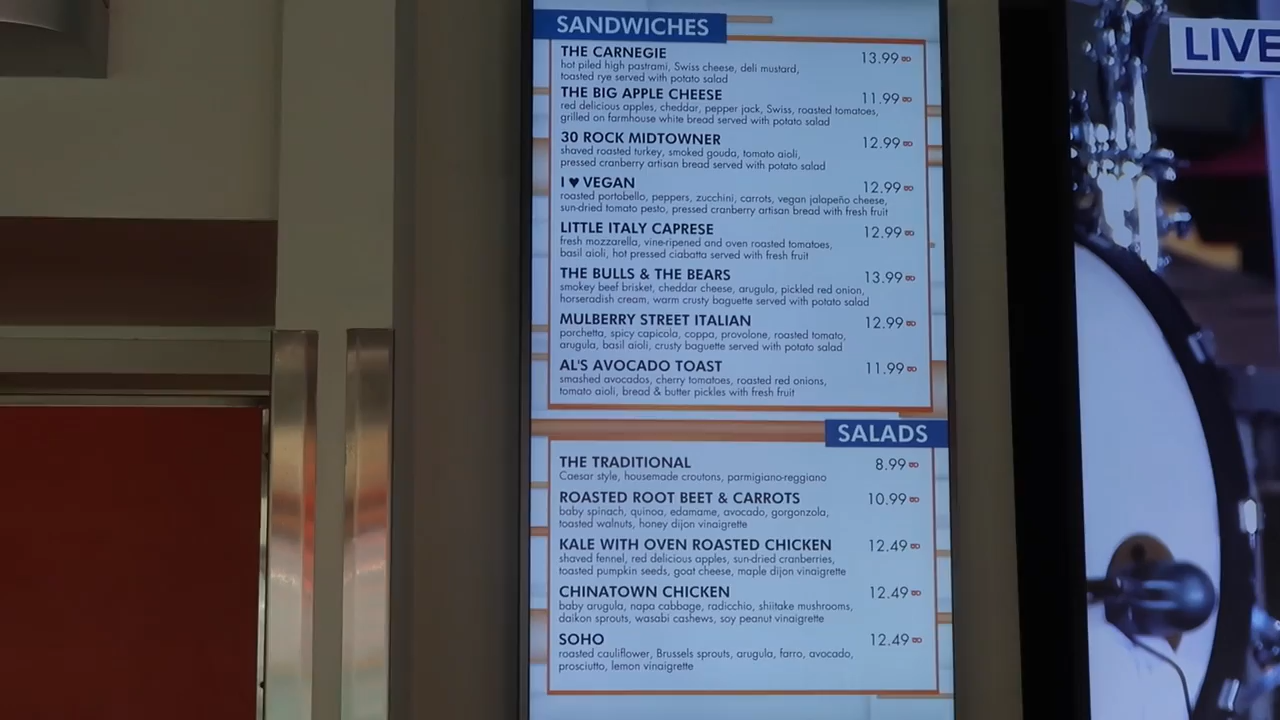 LIVE
SANDWICHES
THE CARNEGIE 13.99
hot piled high pastrami, Swiss cheese, deli mustard,
toasted rye served with potato salad
THE BIG APPLE CHEESE 11.99
red delicious apples, cheddar, pepper jack, Swiss, roasted tomatoes,
grilled on farmhouse white bread served with potato salad
30 ROCK MIDTOWNER 12.99
shaved roasted turkey, smoked gouda, tomato aioli,
pressed cranberry artisan bread served with potato salad
I ♥ VEGAN 12.99
roasted portobello, peppers, zucchini, carrots, vegan jalapeño cheese,
sun-dried tomato pesto, pressed cranberry artisan bread with fresh fruit
LITTLE ITALY CAPRESE 12.99
fresh mozzarella, vine-ripened and oven roasted tomatoes,
basil aioli, hot pressed ciabatta served with fresh fruit
THE BULLS & THE BEARS 13.99
smokey beef brisket, cheddar cheese, arugula, pickled red onion,
horseradish cream, warm crusty baguette served with potato salad
MULBERRY STREET ITALIAN 12.99
porchetta, spicy capicola, coppa, provolone, roasted tomato,
arugula, basil aioli, crusty baguette served with potato salad
AL'S AVOCADO TOAST 11.99
smashed avocados, cherry tomatoes, roasted red onions,
tomato aioli, bread & butter pickles with fresh fruit
SALADS
THE TRADITIONAL 8.99
Caesar style, housemade croutons, parmigiano-reggiano
ROASTED ROOT BEET & CARROTS 10.99
baby spinach, quinoa, edamame, avocado, gorgonzola,
toasted walnuts, honey dijon vinaigrette
KALE WITH OVEN ROASTED CHICKEN 12.49
shaved fennel, red delicious apples, sun-dried cranberries,
toasted pumpkin seeds, goat cheese, maple dijon vinaigrette
CHINATOWN CHICKEN 12.49
baby arugula, napa cabbage, radicchio, shiitake mushrooms,
daikon sprouts, wasabi cashews, soy peanut vinaigrette
SOHO 12.49
roasted cauliflower, Brussels sprouts, arugula, farro, avocado,
prosciutto, lemon vinaigrette